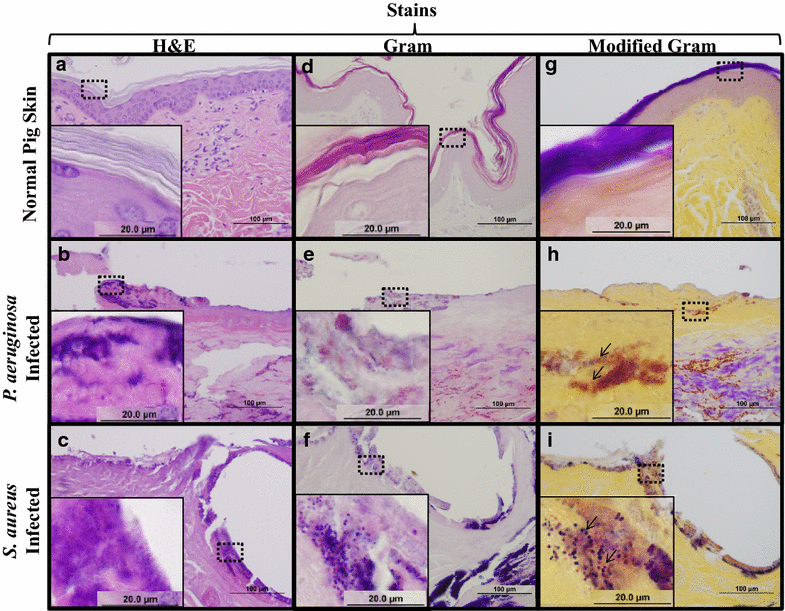 Stains
H&E Gram Modified Gram
Normal Pig Skin
a
20.0 µm
100 µm
d
20.0 µm
100 µm
g
20.0 µm
100 µm
P. aeruginosa
Infected
b
20.0 µm
100 µm
e
20.0 µm
100 µm
h
20.0 µm
100 µm
S. aureus
Infected
c
20.0 µm
100 µm
f
20.0 µm
100 µm
i
20.0 µm
100 µm